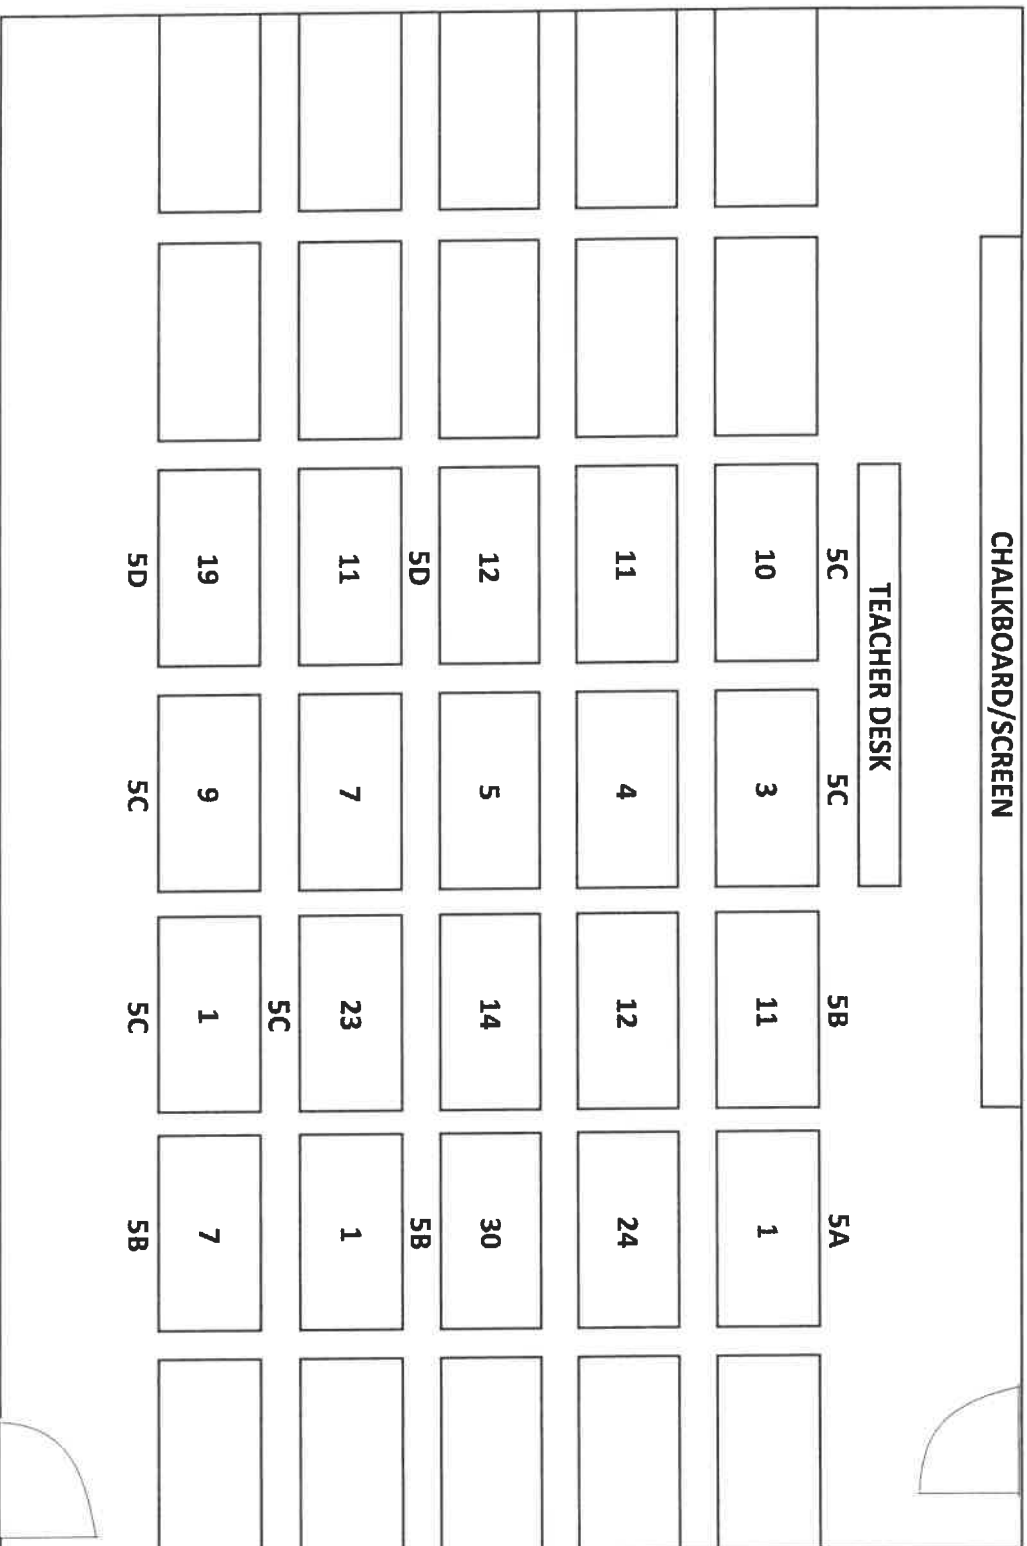 CHALKBOARD/SCREEN
TEACHER DESK
5C 5C 5B 5A
10 3 11 1
11 4 12 24
12 5 14 30
5D 5B
11 7 23 1
5C
19 9 1 7
5D 5C 5C 5B